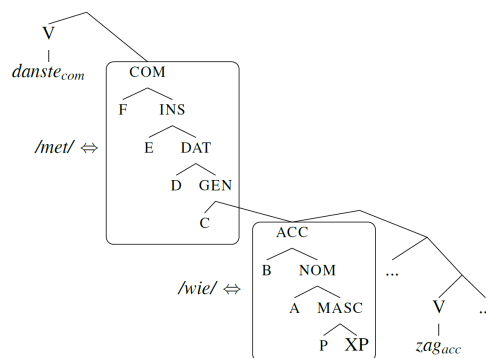 V
danste_com
COM
F INS
/met/ ⇔
E DAT
D GEN
C
ACC
B NOM
...
/wie/ ⇔
A MASC
V
..
P XP
zag_acc